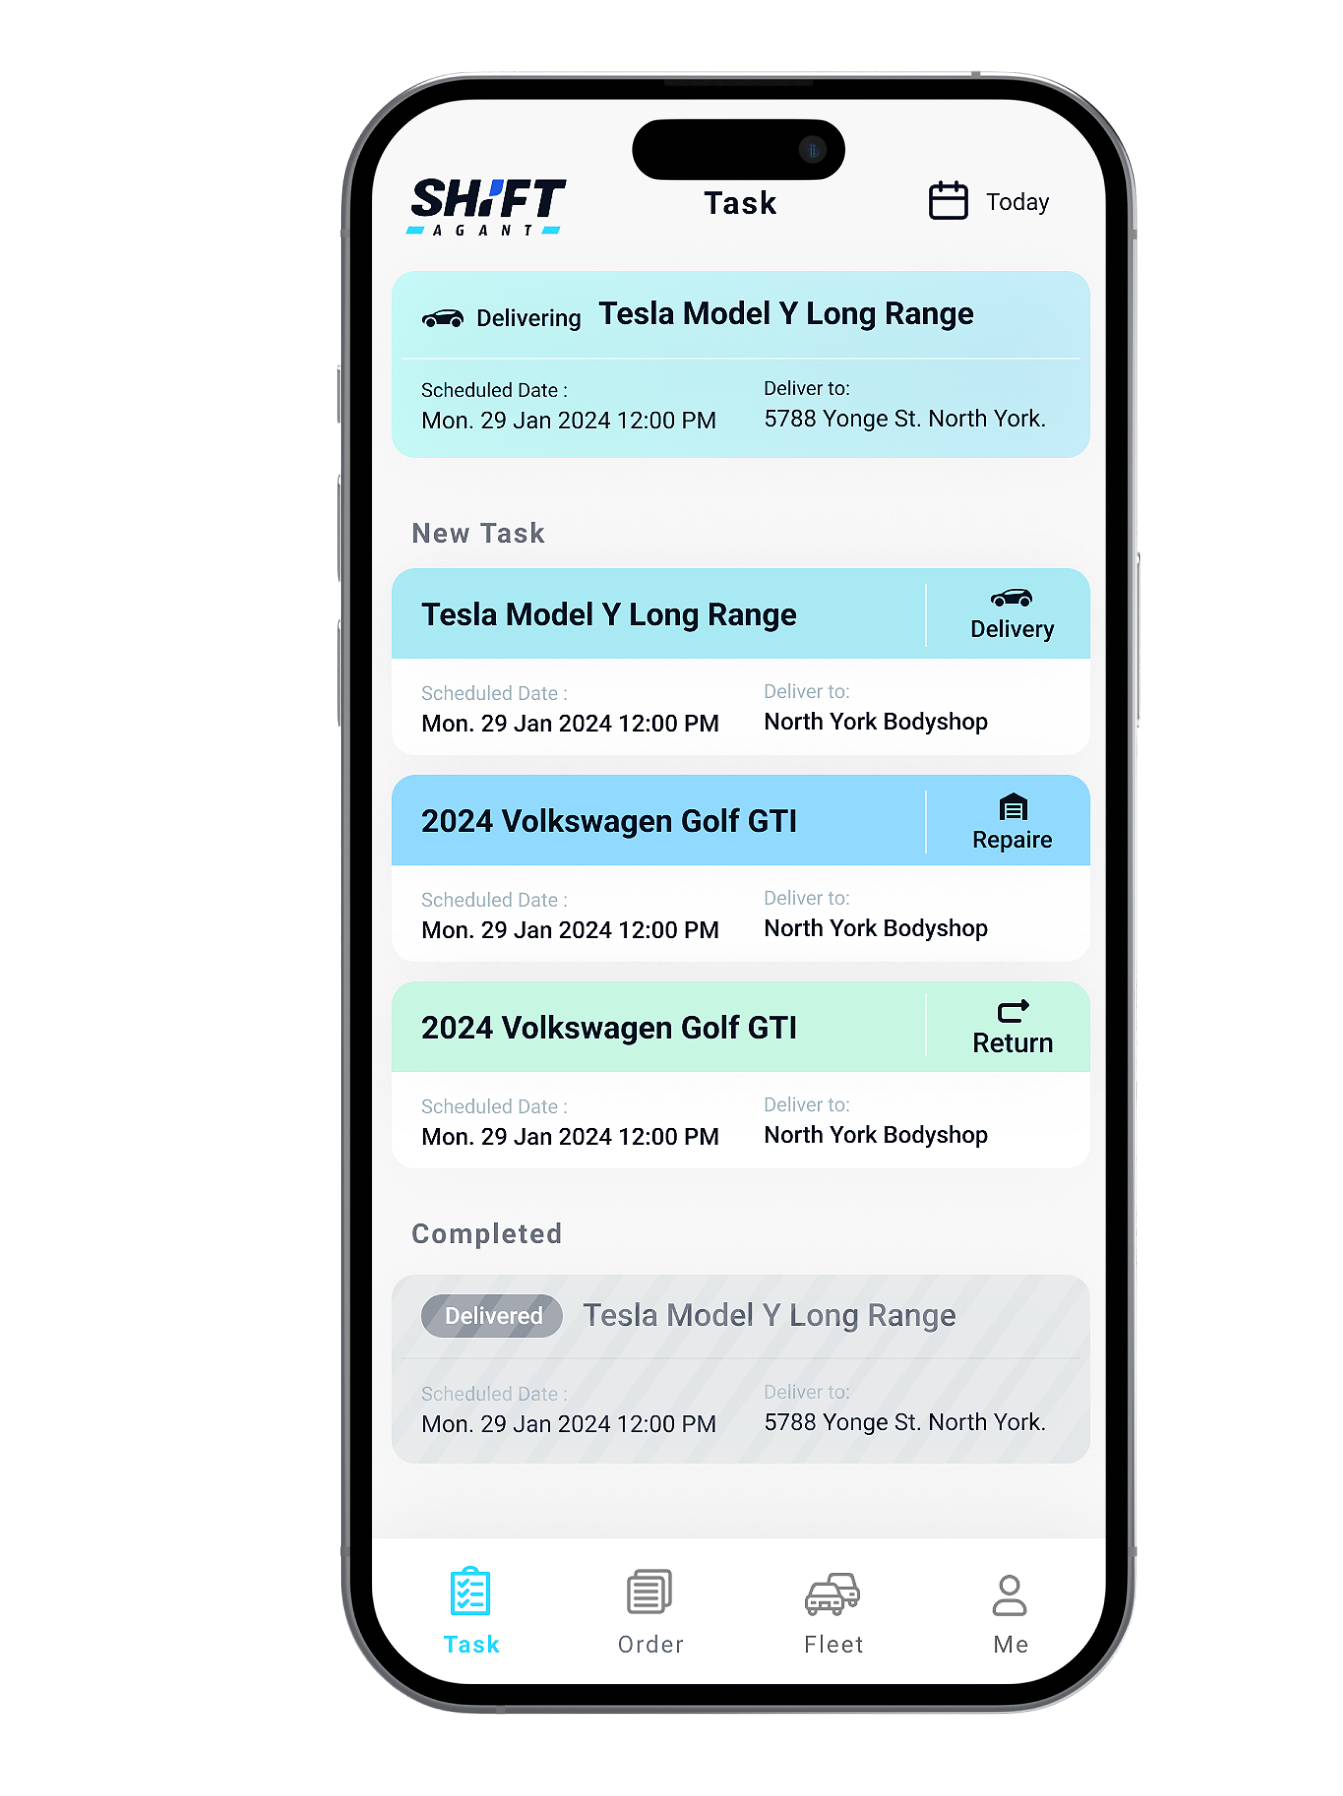 SHIFT
AGANT
Task
Today
Delivering Tesla Model Y Long Range
Scheduled Date :
Deliver to:
Mon. 29 Jan 2024 12:00 PM
5788 Yonge St. North York.
New Task
Tesla Model Y Long Range
Delivery
Scheduled Date :
Deliver to:
Mon. 29 Jan 2024 12:00 PM
North York Bodyshop
2024 Volkswagen Golf GTI
Repaire
Scheduled Date :
Deliver to:
Mon. 29 Jan 2024 12:00 PM
North York Bodyshop
2024 Volkswagen Golf GTI
Return
Scheduled Date :
Deliver to:
Mon. 29 Jan 2024 12:00 PM
North York Bodyshop
Completed
Delivered Tesla Model Y Long Range
Scheduled Date :
Deliver to:
Mon. 29 Jan 2024 12:00 PM
5788 Yonge St. North York.
Task
Order
Fleet
Me